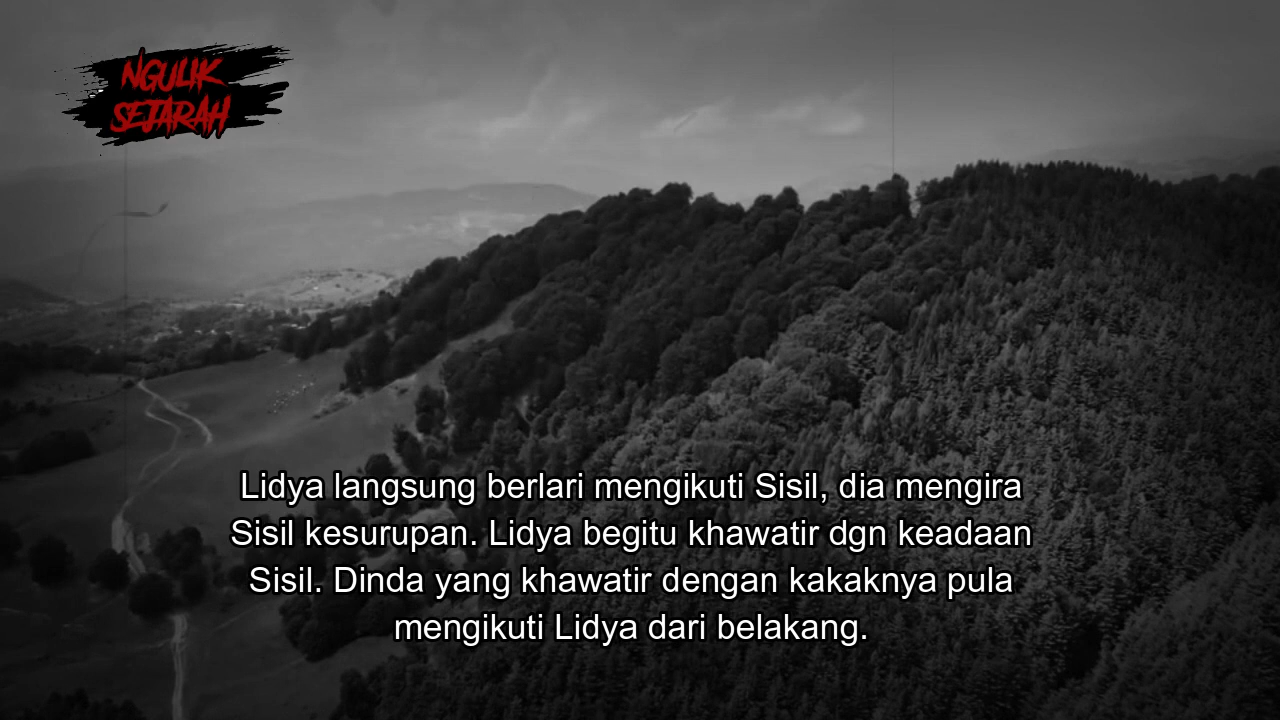 NGULIK
SEJARAH
Lidya langsung berlari mengikuti Sisil, dia mengira
Sisil kesurupan. Lidya begitu khawatir dgn keadaan
Sisil. Dinda yang khawatir dengan kakaknya pula
mengikuti Lidya dari belakang.